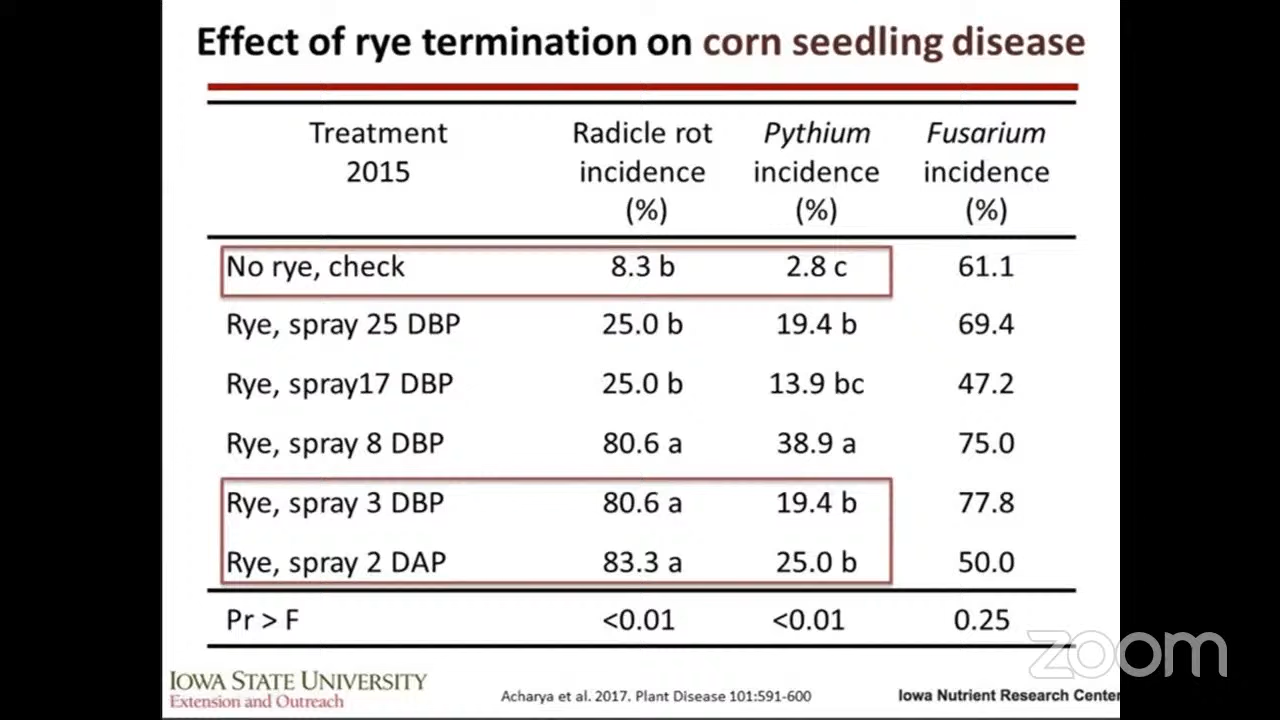 Effect of rye termination on corn seedling disease
Treatment 2015 Radicle rot incidence (%) Pythium incidence (%) Fusarium incidence (%)
No rye, check 8.3 b 2.8 c 61.1
Rye, spray 25 DBP 25.0 b 19.4 b 69.4
Rye, spray17 DBP 25.0 b 13.9 bc 47.2
Rye, spray 8 DBP 80.6 a 38.9 a 75.0
Rye, spray 3 DBP 80.6 a 19.4 b 77.8
Rye, spray 2 DAP 83.3 a 25.0 b 50.0
Pr > F <0.01 <0.01 0.25
zoom
IOWA STATE UNIVERSITY
Extension and Outreach
Acharya et al. 2017. Plant Disease 101:591-600
Iowa Nutrient Research Center